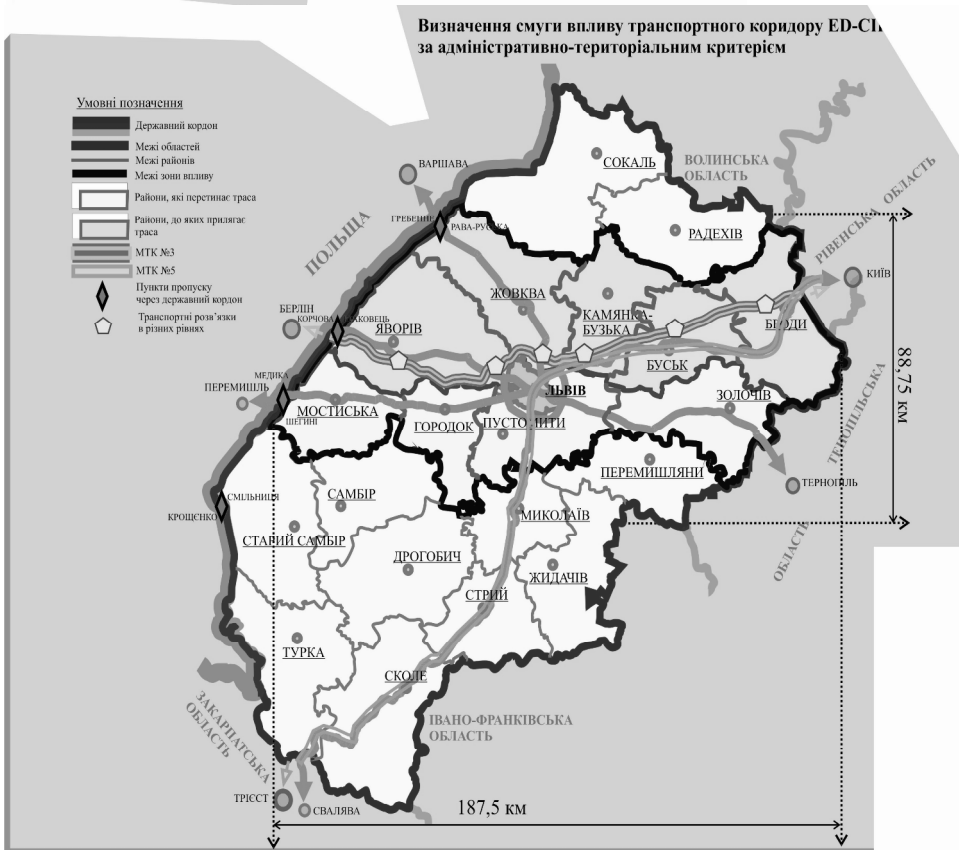 Визначення смуги впливу транспортного коридору
за адміністративно-територіальним критерієм
Умовні позначення
Державний кордон
Межі областей
Межі районів
Межі зони впливу
Райони, які перетинає траса
Райони, до яких прилягає
траса
МТК №3
МТК №5
Пункти пропуску
через державний кордон
Транспортні розв'язки
в різних рівнях
ВАРШАВА
СОКАЛЬ
ВОЛИНСЬКА
ОБЛАСТЬ
РІВЕНСЬКА ОБЛАСТЬ
ПОЛЬЩА
ГРЕБЕННЕ
РАВА-РУСЬКА
РАДЕХІВ
КИЇВ
ЖОВКВА
БЕРЛІН
КОРЧОВА
ЯВОРІВ
КАМЯНКА-
БУЗЬКА
БРОДИ
БУСЬК
88,75 км
МЕДИКА
ПЕРЕМИШЛЬ
ЛЬВІВ
МОСТИСЬКА
ШЕГИНІ
ГОРОДОК
ПУСТОМИТИ
ЗОЛОЧІВ
ПЕРЕМИШЛЯНИ
ТЕРНОПІЛЬ
ОБЛАСТЬ
СМІЛЬНИЦЯ
КРОЩЄНКО
САМБІР
СТАРИЙ САМБІР
МИКОЛАЇВ
ДРОГОБИЧ
ЖИДАЧІВ
СТРИЙ
ТУРКА
СКОЛЕ
ЗАКАРПАТСЬКА
ОБЛАСТЬ
ІВАНО-ФРАНКІВСЬКА
ОБЛАСТЬ
ТРІЄСТ
СВАЛЯВА
187,5 км